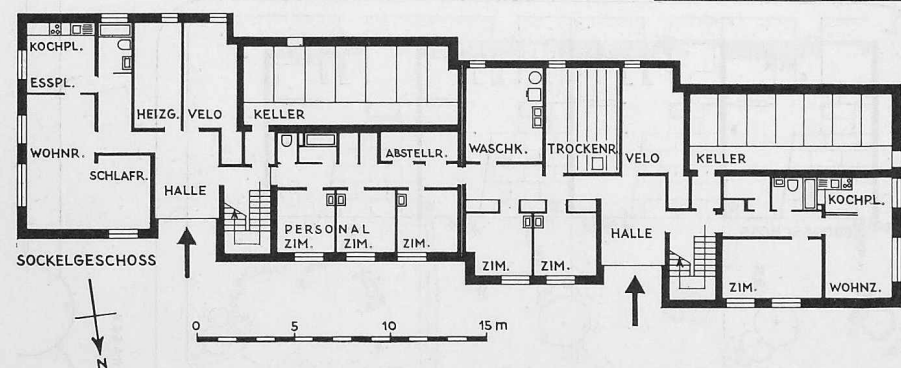 KOCHPL.
ESSPL.
WOHNR.
SCHLAFR.
HEIZG.
VELO
HALLE
KELLER
ABSTELLR.
PERSONAL
ZIM.
ZIM.
ZIM.
WASCHK.
TROCKENR.
VELO
KELLER
ZIM.
ZIM.
HALLE
ZIM.
KOCHPL.
WOHNZ.
SOCKELGESCHOSS
N
0 5 10 15 m